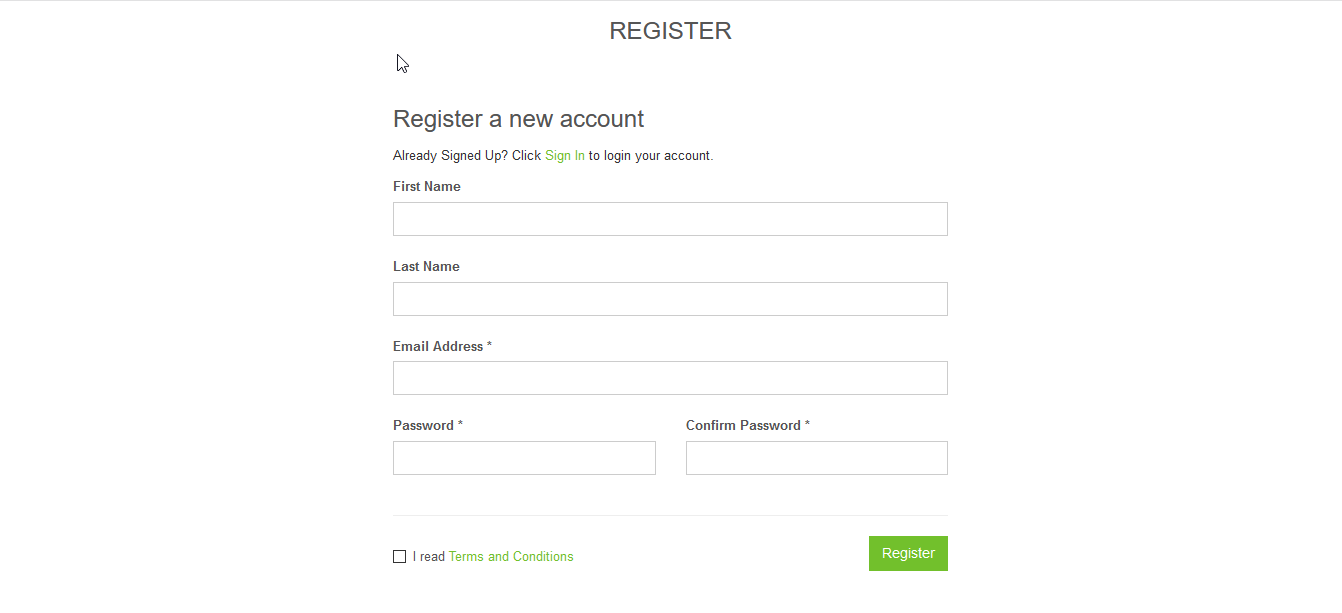 REGISTER
Register a new account
Already Signed Up? Click Sign In to login your account.
First Name
Last Name
Email Address *
Password *
Confirm Password *
I read Terms and Conditions
Register